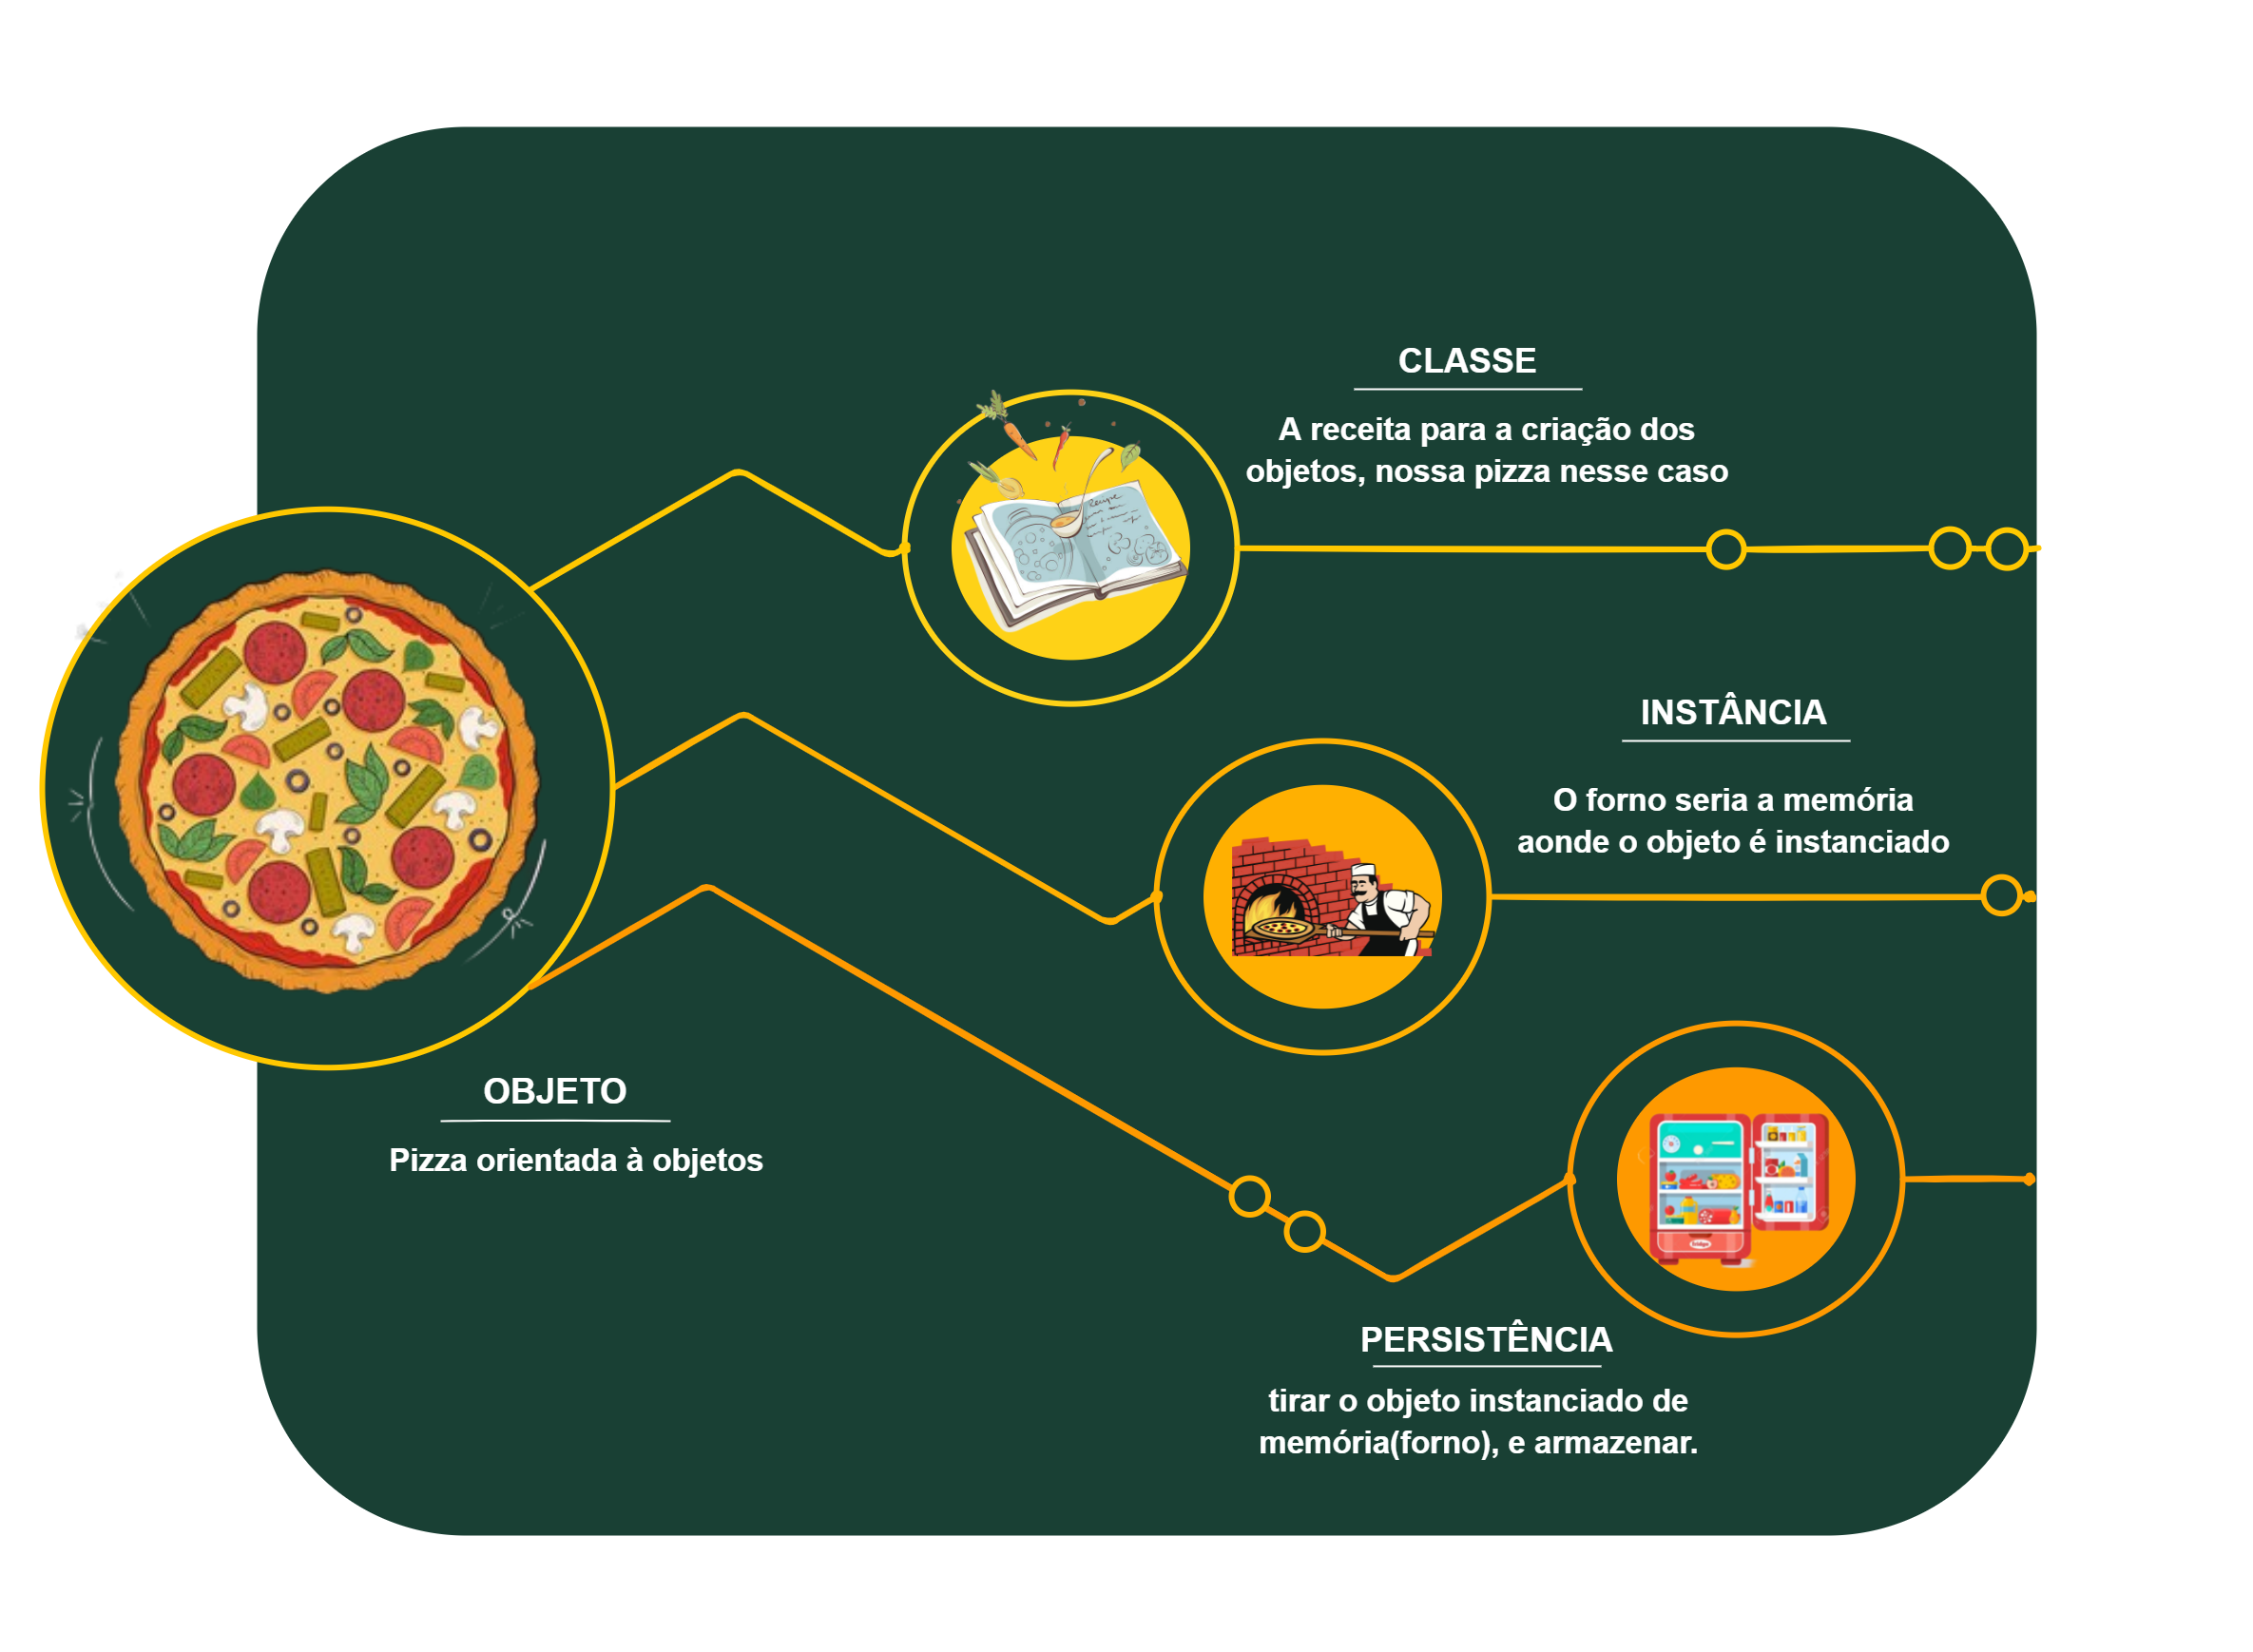 CLASSE
A receita para a criação dos
objetos, nossa pizza nesse caso
Recipe
INSTÂNCIA
O forno seria a memória
aonde o objeto é instanciado
OBJETO
Pizza orientada à objetos
PERSISTÊNCIA
tirar o objeto instanciado de
memória(forno), e armazenar.